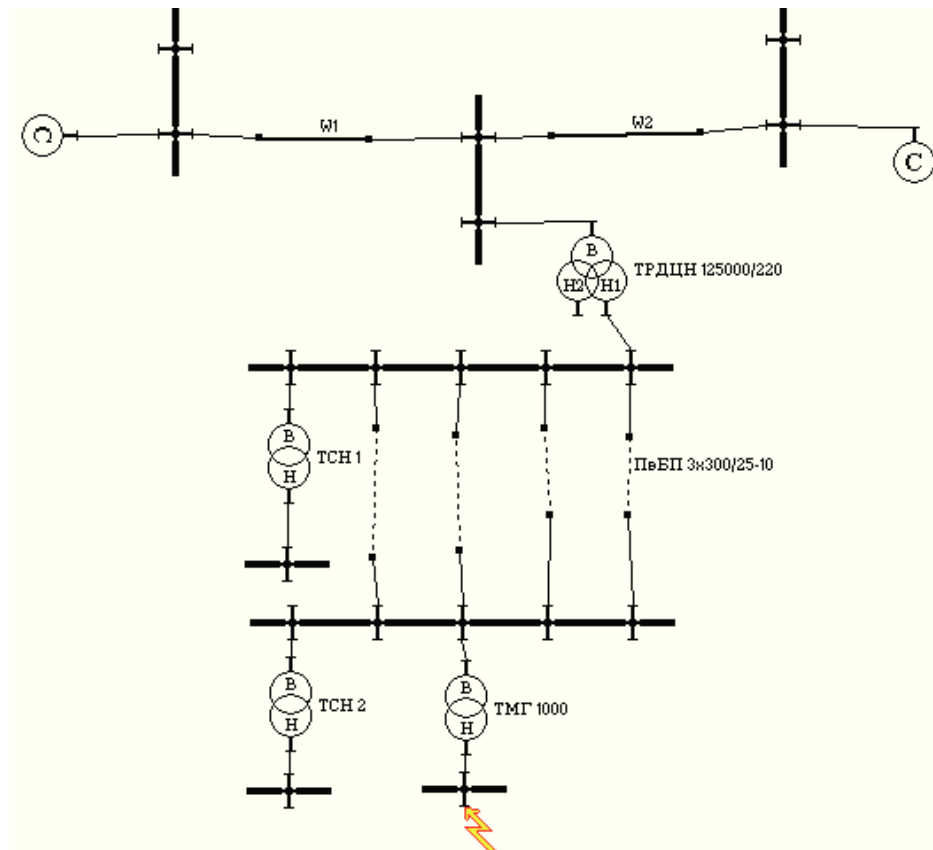 W1
W2
С
С
В
Н2 Н1
ТРДЦН 125000/220
В
Н
ТСН 1
ПвБП 3х300/25-10
В
Н
ТСН 2
В
Н
ТМГ 1000